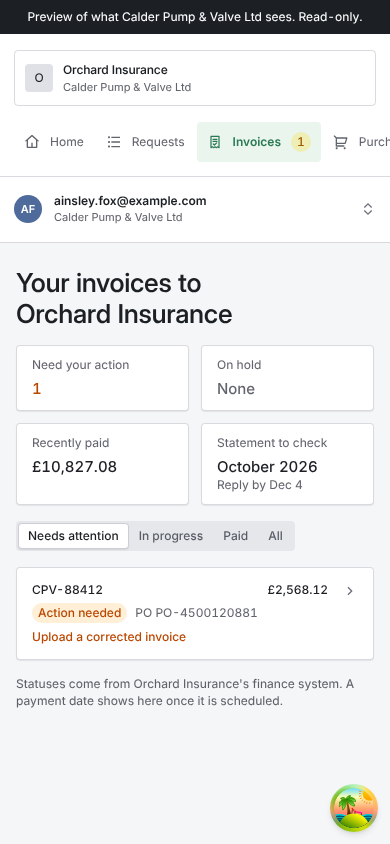 Preview of what Calder Pump & Valve Ltd sees. Read-only.
O
Orchard Insurance
Calder Pump & Valve Ltd
Home
Requests
Invoices
1
Purch
AF
ainsley.fox@example.com
Calder Pump & Valve Ltd
Your invoices to
Orchard Insurance
Need your action
1
On hold
None
Recently paid
£10,827.08
Statement to check
October 2026
Reply by Dec 4
Needs attention
In progress
Paid
All
CPV-88412
£2,568.12
Action needed
PO PO-4500120881
Upload a corrected invoice
Statuses come from Orchard Insurance's finance system. A
payment date shows here once it is scheduled.